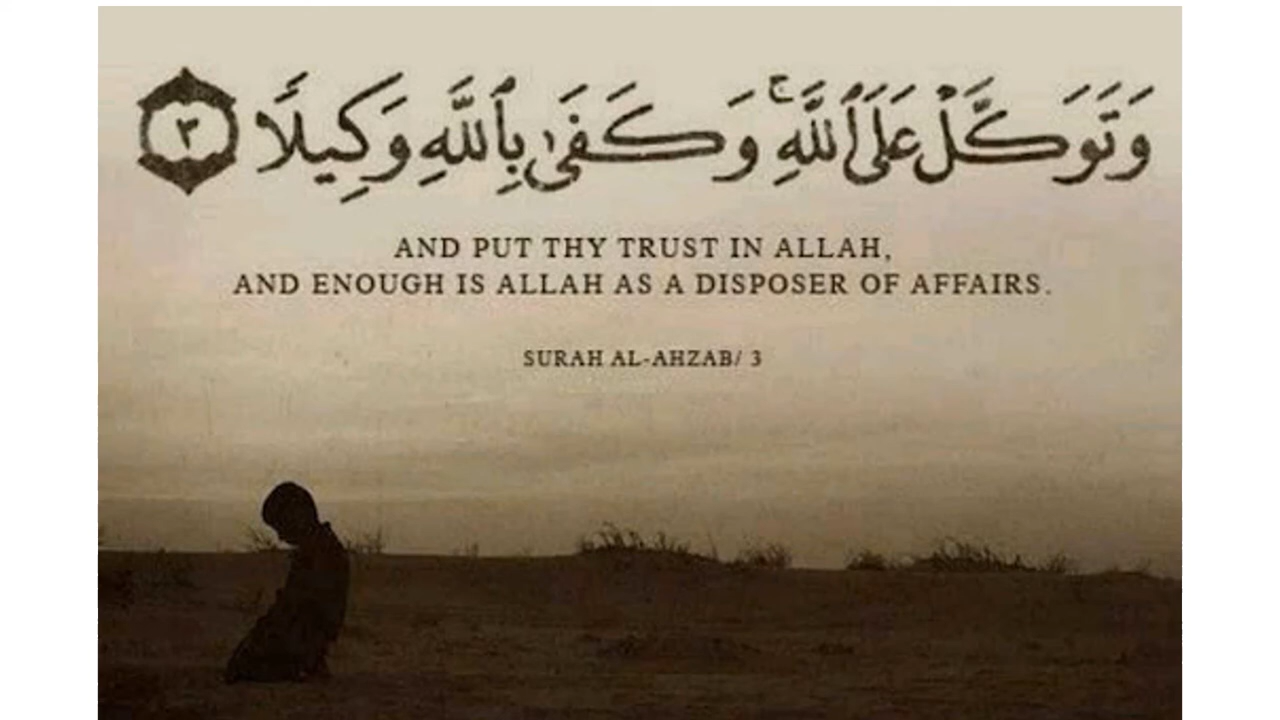 وَتَوَكَّلْ عَلَى ٱللَّهِ ۚ وَكَفَىٰ بِٱللَّهِ وَكِيلًا ٣
AND PUT THY TRUST IN ALLAH,
AND ENOUGH IS ALLAH AS A DISPOSER OF AFFAIRS.
SURAH AL-AHZAB/ 3